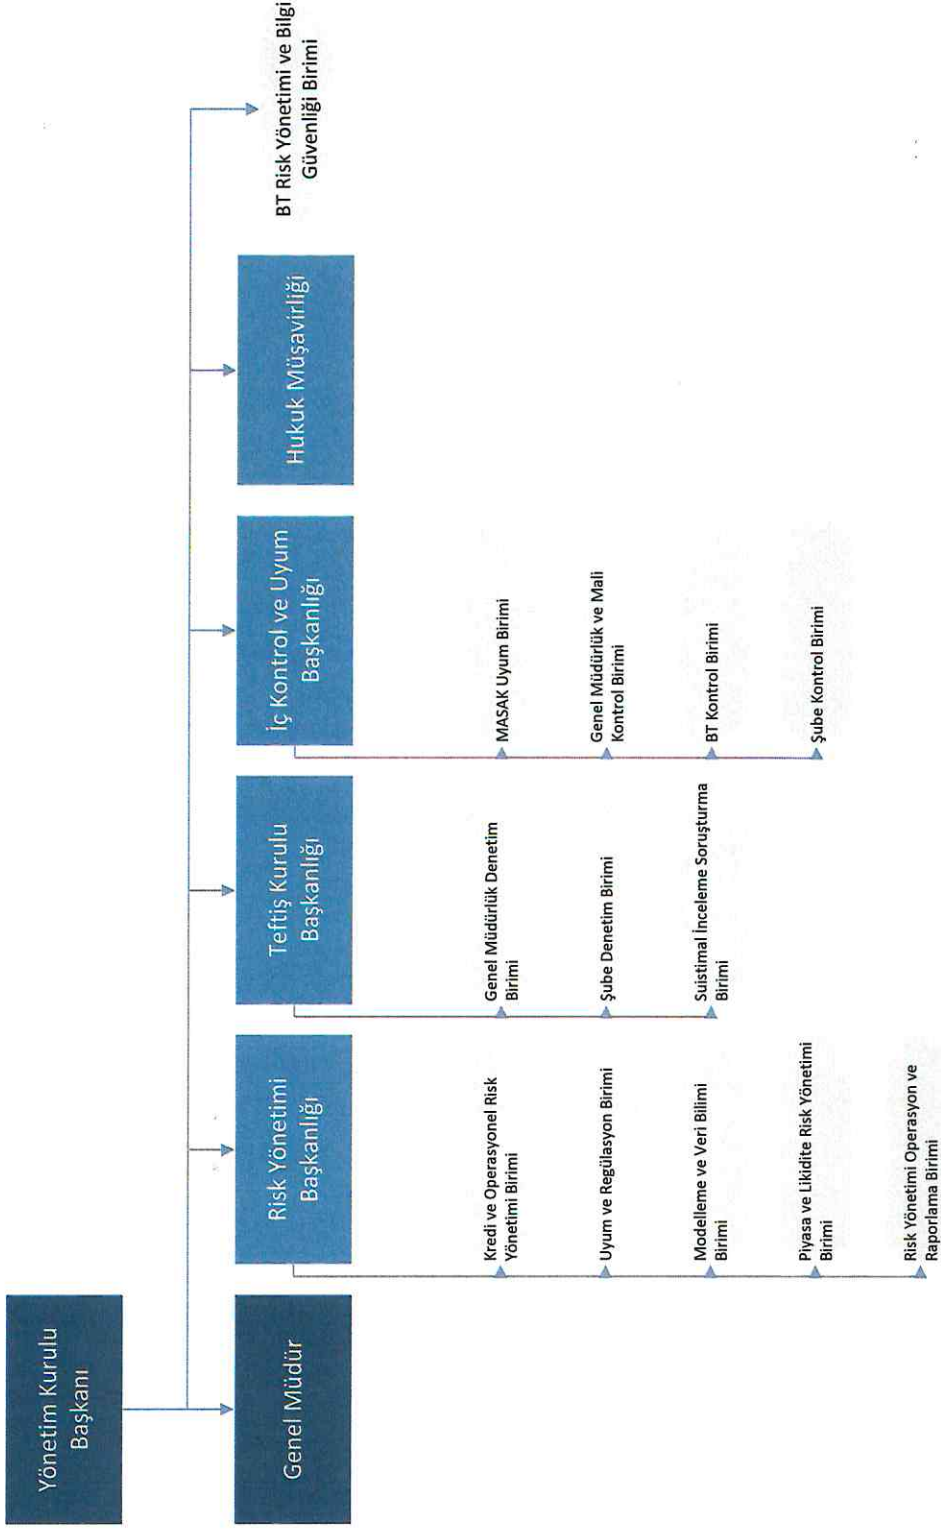 Yönetim Kurulu
Başkanı
Genel Müdür
Risk Yönetimi
Başkanlığı
Kredi ve Operasyonel Risk
Yönetimi Birimi
Uyum ve Regülasyon Birimi
Modelleme ve Veri Bilimi
Birimi
Piyasa ve Likidite Risk Yönetimi
Birimi
Risk Yönetimi Operasyon ve
Raporlama Birimi
Teftiş Kurulu
Başkanlığı
Genel Müdürlük Denetim
Birimi
Şube Denetim Birimi
Suistimal İnceleme Soruşturma
Birimi
İç Kontrol ve Uyum
Başkanlığı
MASAK Uyum Birimi
Genel Müdürlük ve Mali
Kontrol Birimi
BT Kontrol Birimi
Şube Kontrol Birimi
Hukuk Müşavirliği
BT Risk Yönetimi ve Bilgi
Güvenliği Birimi